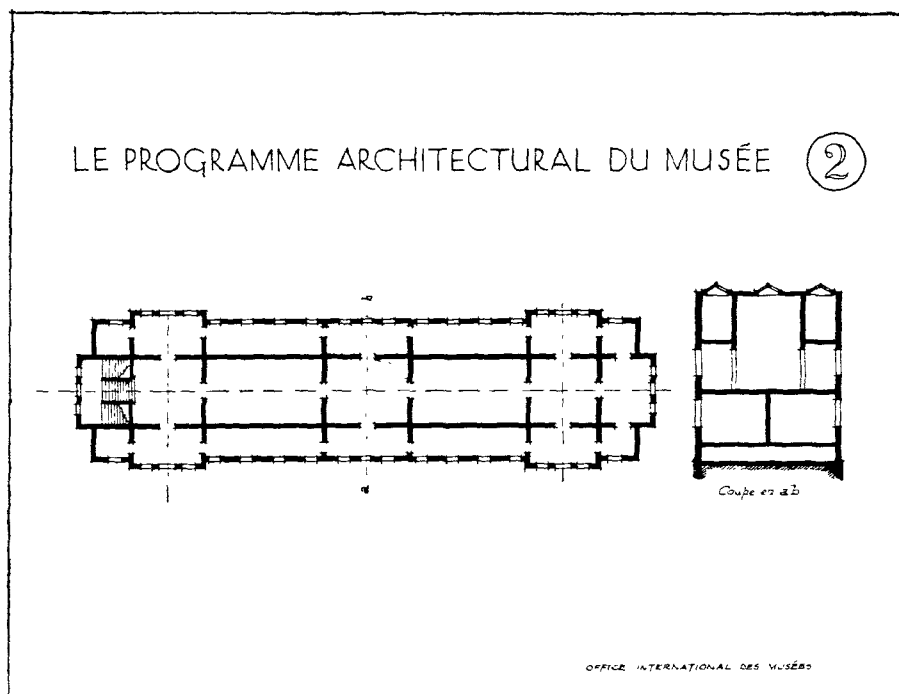 LE PROGRAMME ARCHITECTURAL DU MUSÉE 2
b
a
Coupe en ab
OFFICE INTERNATIONAL DES MUSÉES